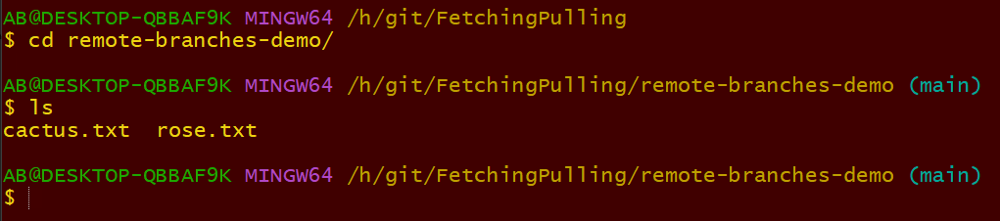 AB@DESKTOP-QBBAF9K MINGW64 /h/git/FetchingPulling
$ cd remote-branches-demo/
AB@DESKTOP-QBBAF9K MINGW64 /h/git/FetchingPulling/remote-branches-demo (main)
$ ls
cactus.txt  rose.txt
AB@DESKTOP-QBBAF9K MINGW64 /h/git/FetchingPulling/remote-branches-demo (main)
$